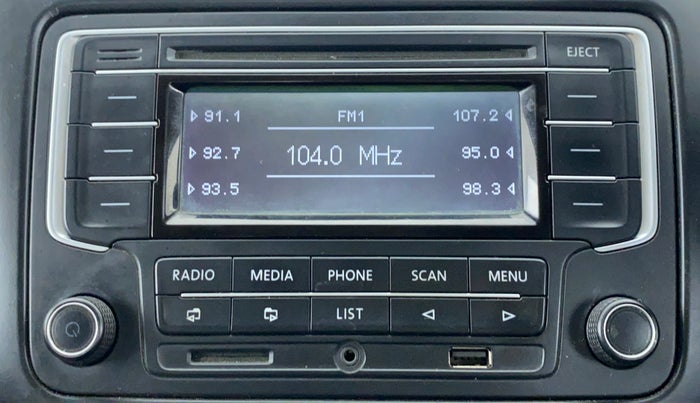 EJECT
91.1 FM1 107.2
92.7 104.0 MHz 95.0
93.5 98.3
RADIO MEDIA PHONE SCAN MENU
LIST